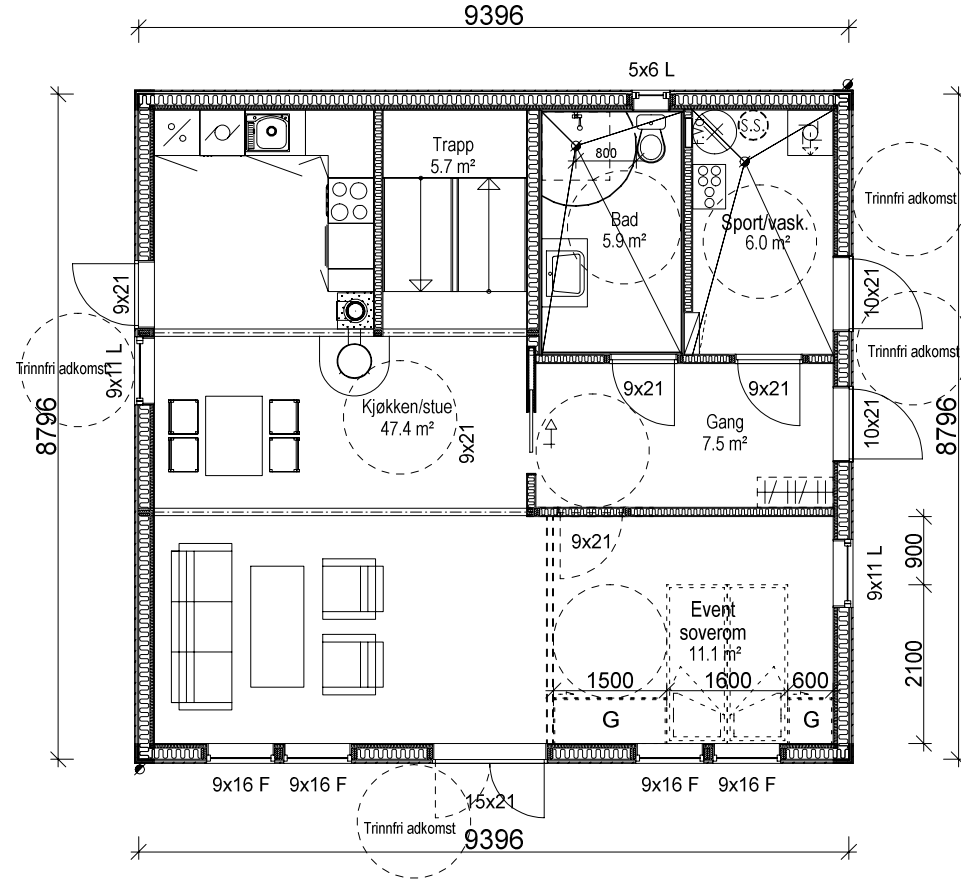 9396
5x6 L
Trapp
5.7 m²
800
S.S.
Bad
5.9 m²
Sport/vask.
6.0 m²
Trinnfri adkomst
9x21
10x21
Trinnfri adkomst
9x11 L
Trinnfri adkomst
8796
Kjøkken/stue
47.4 m²
9x21
9x21
9x21
Gang
7.5 m²
10x21
8796
9x21
9x11 L
900
Event
soverom
11.1 m²
2100
1500
1600
600
G
G
9x16 F
9x16 F
15x21
9x16 F
9x16 F
Trinnfri adkomst
9396